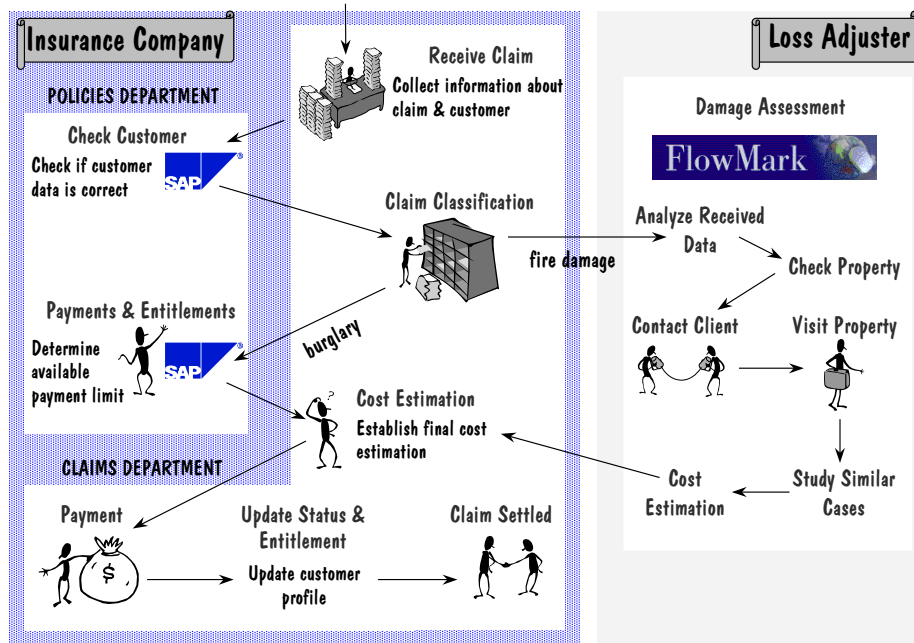 Insurance Company
Loss Adjuster
POLICIES DEPARTMENT
Receive Claim
Collect information about
claim & customer
Check Customer
Check if customer
data is correct
SAP
®
Claim Classification
fire damage
burglary
Payments & Entitlements
Determine
available
payment limit
SAP
®
?
Cost Estimation
Establish final cost
estimation
CLAIMS DEPARTMENT
Payment
$
Update Status &
Entitlement
Update customer
profile
Claim Settled
Damage Assessment
FlowMark
Analyze Received
Data
Check Property
Contact Client
Visit Property
Study Similar
Cases
Cost
Estimation